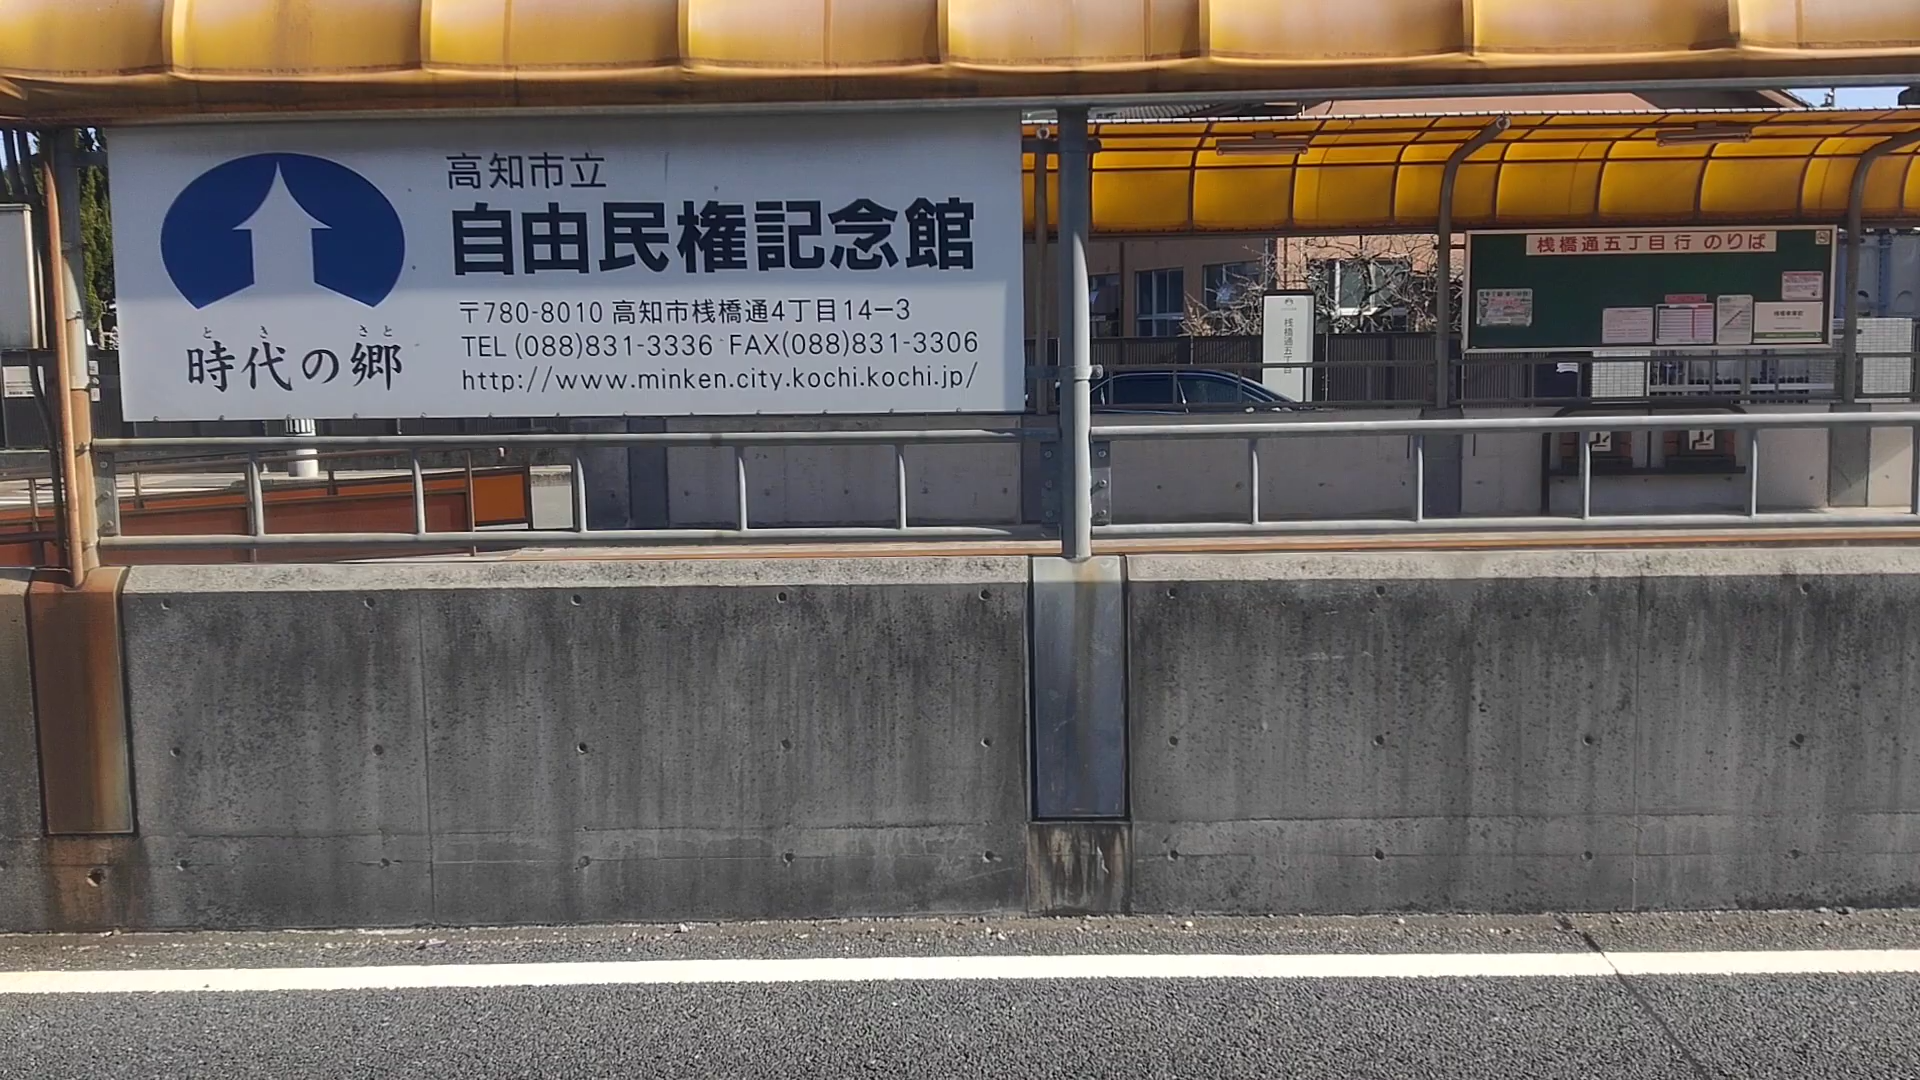 高知市立
自由民権記念館
〒780-8010 高知市桟橋通4丁目14ー3
TEL (088)831-3336 FAX(088)831-3306
http://www.minken.city.kochi.kochi.jp/
とき さと
時代の郷
桟橋通五丁目行 のりば
桟橋通五丁目